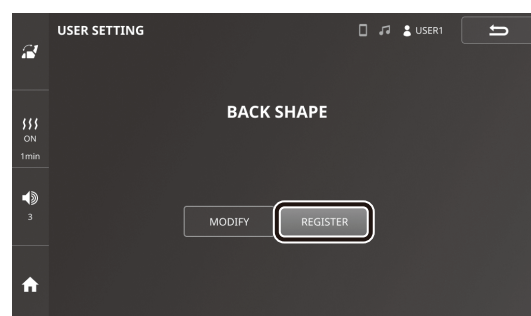 USER SETTING
USER1
ON
1min
3
BACK SHAPE
MODIFY
REGISTER